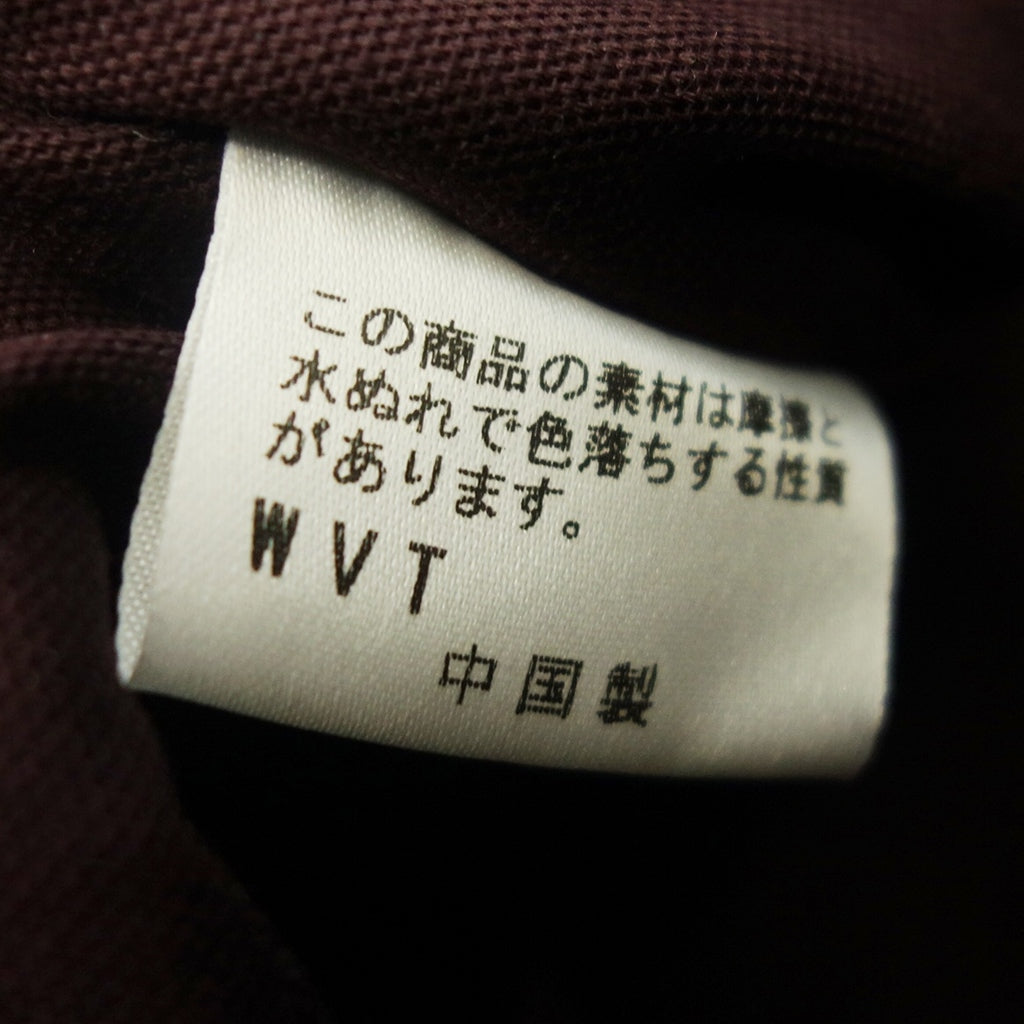 この商品の素材は摩擦と
水ぬれで色落ちする性質
があります。
WVT
中国製